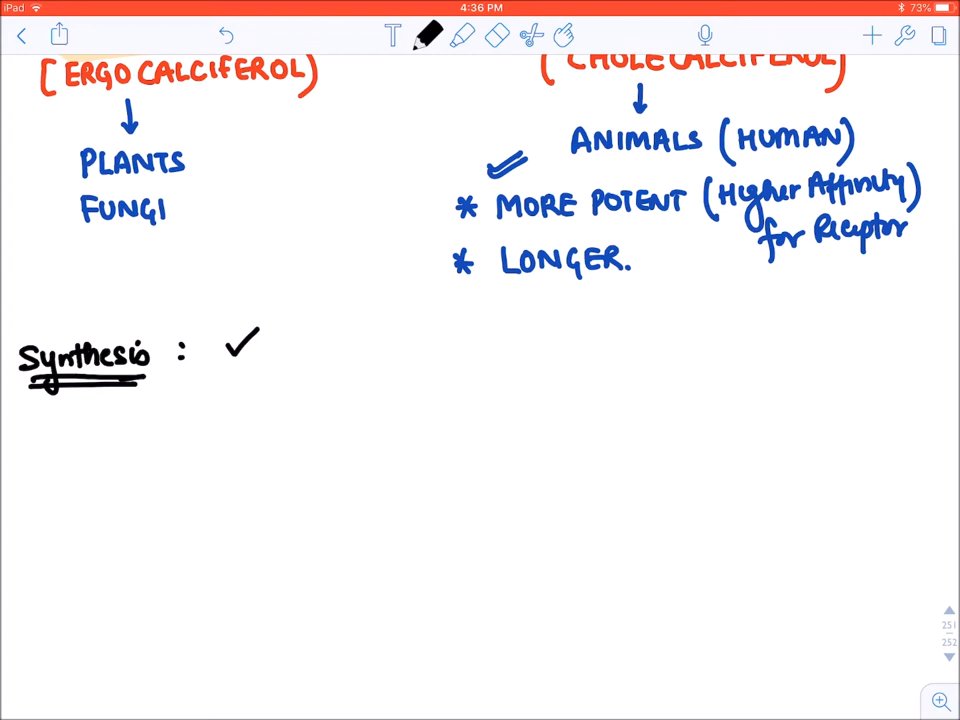 iPad 4:36 PM 73%
T
[ERGOCALCIFEROL) (CHOLECALCIFEROL)
PLANTS
FUNGI
ANIMALS (HUMAN)
* MORE POTENT (Higher Affinity)
for Receptor
* LONGER.
Synthesis :
251
252